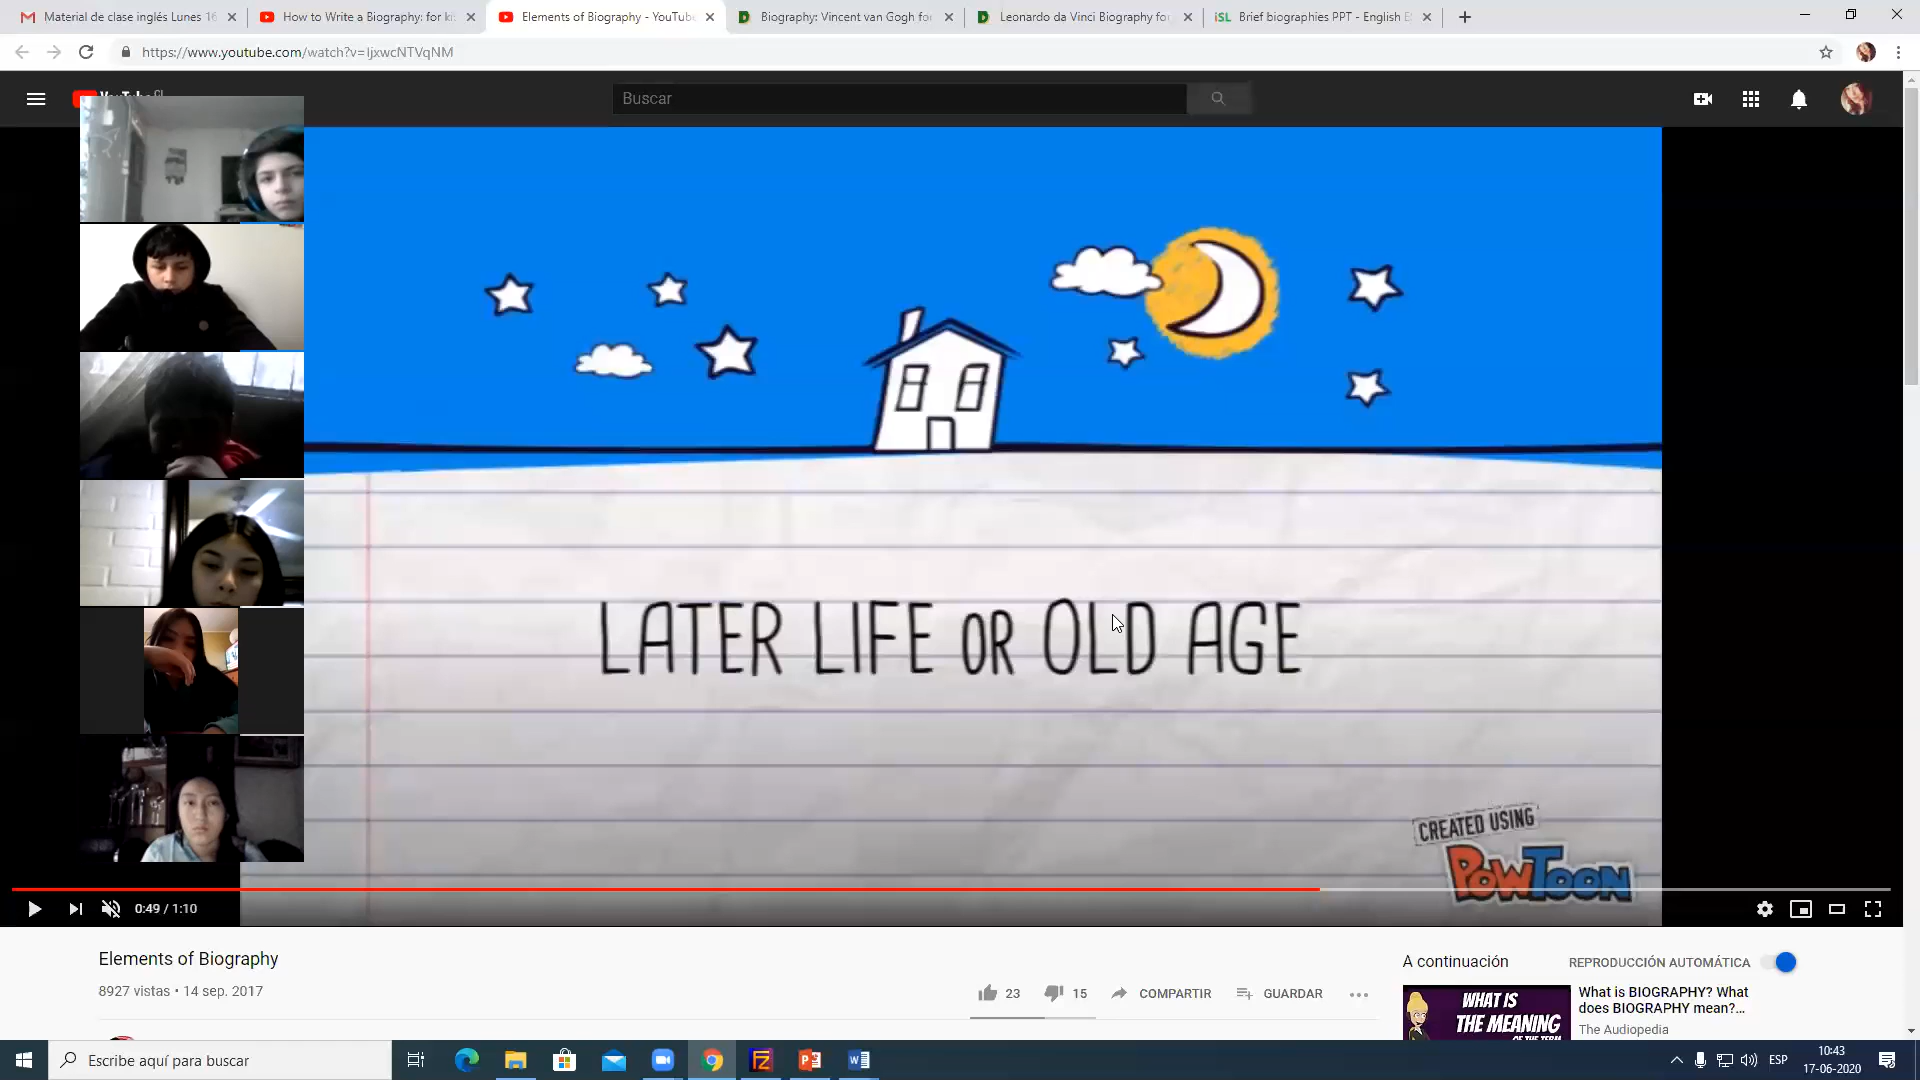 Material de clase inglés Lunes 16
How to Write a Biography: for ki
Elements of Biography - YouTube
Biography: Vincent van Gogh for
Leonardo da Vinci Biography for
iSL Brief biographies PPT - English E
https://www.youtube.com/watch?v=IjxwcNTVqNM
Buscar
LATER LIFE OR OLD AGE
CREATED USING
POWTOON
0:49 / 1:10
Elements of Biography
8927 vistas • 14 sep. 2017
23
15
COMPARTIR
GUARDAR
A continuación
REPRODUCCIÓN AUTOMÁTICA
WHAT IS
THE MEANING
OF THE TERM
What is BIOGRAPHY? What
does BIOGRAPHY mean?...
The Audiopedia
Escribe aquí para buscar
ESP
10:43
17-06-2020